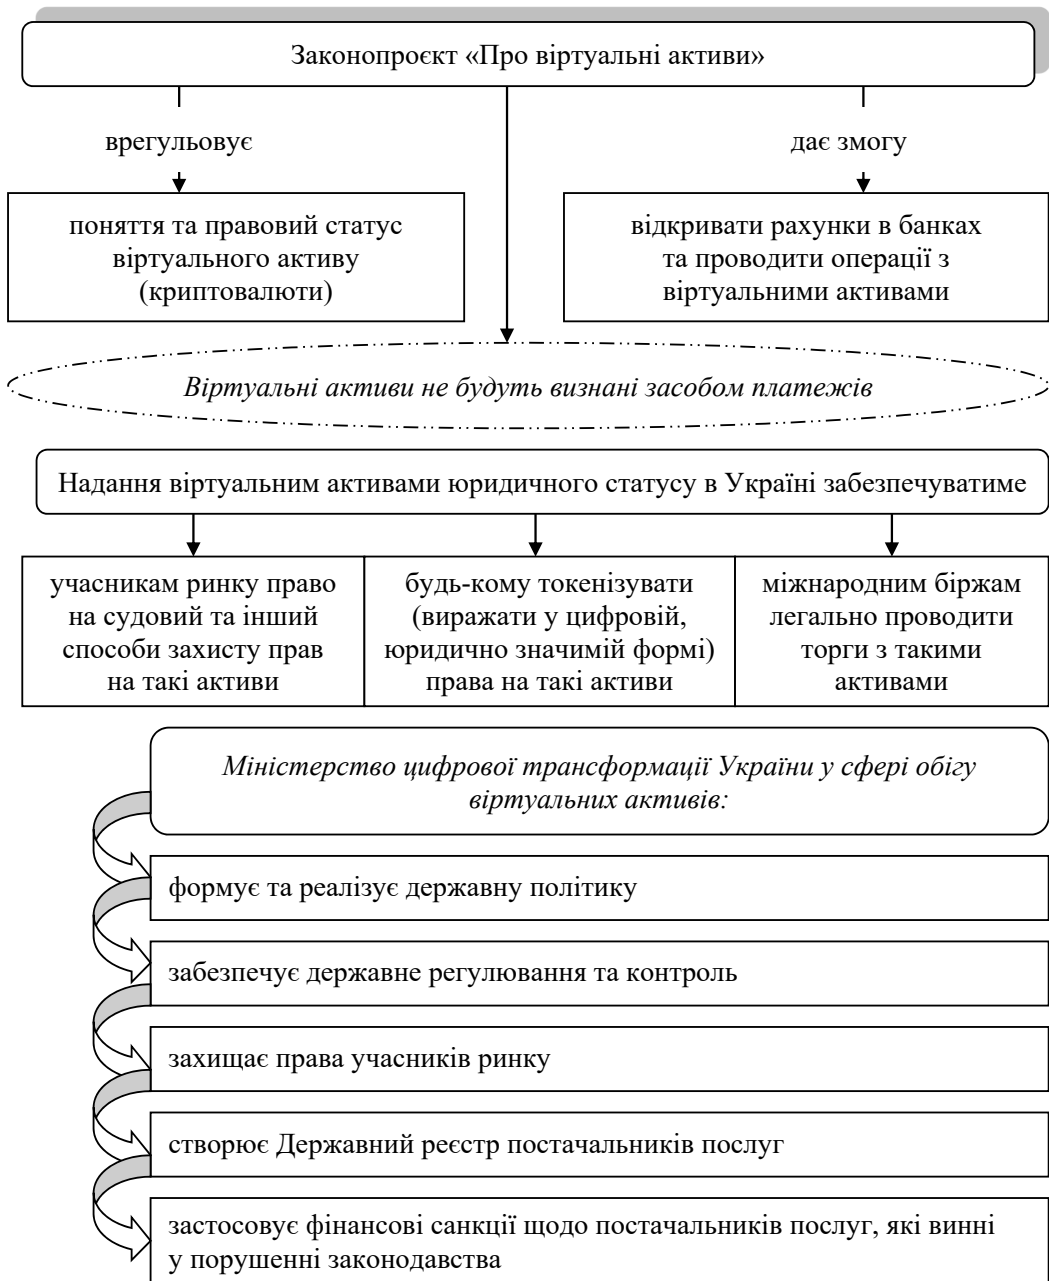 Законопроєкт «Про віртуальні активи»
врегульовує
дає змогу
поняття та правовий статус
віртуального активу
(криптовалюти)
відкривати рахунки в банках
та проводити операції з
віртуальними активами
Віртуальні активи не будуть визнані засобом платежів
Надання віртуальним активами юридичного статусу в Україні забезпечуватиме
учасникам ринку право
на судовий та інший
способи захисту прав
на такі активи
будь-кому токенізувати
(виражати у цифровій,
юридично значимій формі)
права на такі активи
міжнародним біржам
легально проводити
торги з такими
активами
Міністерство цифрової трансформації України у сфері обігу
віртуальних активів:
формує та реалізує державну політику
забезпечує державне регулювання та контроль
захищає права учасників ринку
створює Державний реєстр постачальників послуг
застосовує фінансові санкції щодо постачальників послуг, які винні
у порушенні законодавства